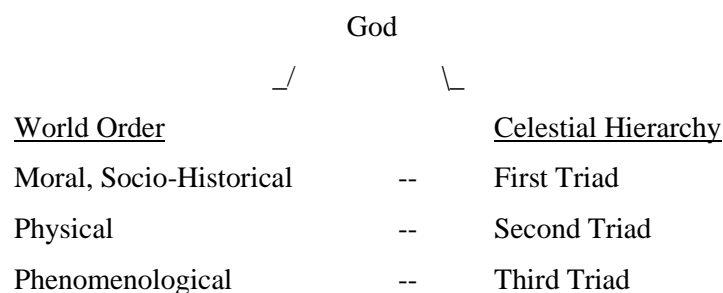 God
_/ \_
World Order Celestial Hierarchy
Moral, Socio-Historical -- First Triad
Physical -- Second Triad
Phenomenological -- Third Triad